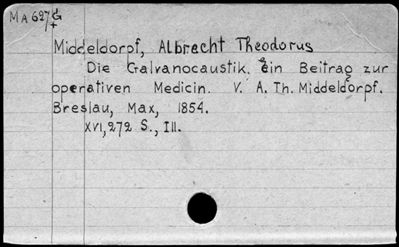 MA 627 G+
Middeldorpf, Albrecht Theodorus
Die Galvanocaustik, ein Beitrag zur
operativen Medicin. V. A. Th. Middeldorpf.
Breslau, Max, 1854.
XVI, 272 S., Ill.